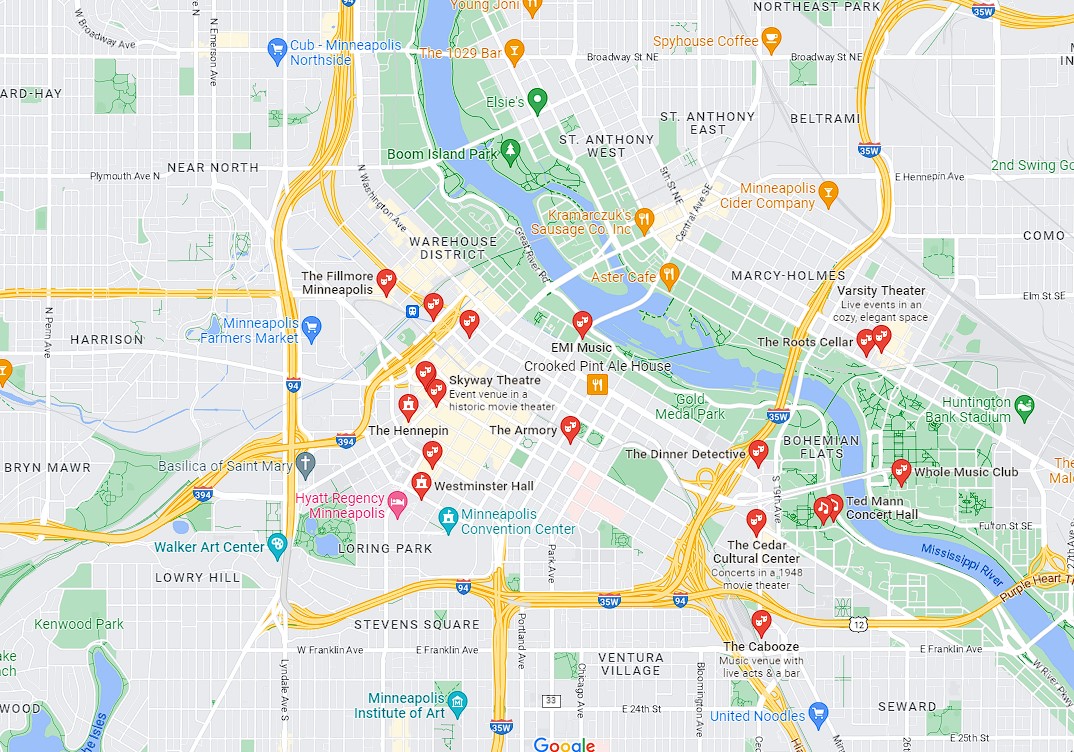 94
Young Joni
NORTHEAST PARK
35W
W Broadway Ave
N Emerson Ave
Cub - Minneapolis
Northside
The 1029 Bar
Spyhouse Coffee
Broadway St NE
Broadway St NE
ARD-HAY
Elsie's
ST. ANTHONY
EAST
BELTRAMI
ST. ANTHONY
WEST
35W
Boom Island Park
NEAR NORTH
2nd Swing Go
Plymouth Ave N
E Hennepin Ave
5th St NE
Central Ave SE
Minneapolis
Cider Company
N Washington Ave
Kramarczuk's
Sausage Co. Inc
Great River Rd
WAREHOUSE
DISTRICT
COMO
The Fillmore
Minneapolis
Aster Cafe
MARCY-HOLMES
Varsity Theater
Live events in an
cozy, elegant space
Elm St SE
N Penn Ave
Minneapolis
Farmers Market
HARRISON
EMI Music
The Roots Cellar
Crooked Pint Ale House
94
Skyway Theatre
Event venue in a
historic movie theater
Gold
Medal Park
Huntington
Bank Stadium
35W
The Hennepin
The Armory
394
BOHEMIAN
FLATS
BRYN MAWR
Basilica of Saint Mary
The Dinner Detective
Whole Music Club
394
Westminster Hall
S 19th Ave
Hyatt Regency
Minneapolis
Ted Mann
Concert Hall
Minneapolis
Convention Center
Fulton St SE
Walker Art Center
LORING PARK
The Cedar
Cultural Center
Concerts in a 1948
movie theater
Mississippi River
27th Ave
LOWRY HILL
Park Ave
Purple Heart T
94
35W
94
12
Kenwood Park
STEVENS SQUARE
Portland Ave
The Cabooze
Music venue with
live acts & a bar
W Franklin Ave
E Franklin Ave
E Franklin Ave
VENTURA
VILLAGE
W River Pkwy
Lyndale Ave S
Chicago Ave
Bloomington Ave
33
Minneapolis
Institute of Art
E 24th St
SEWARD
United Noodles
WOOD
the Isles
35W
Google
E 25th St